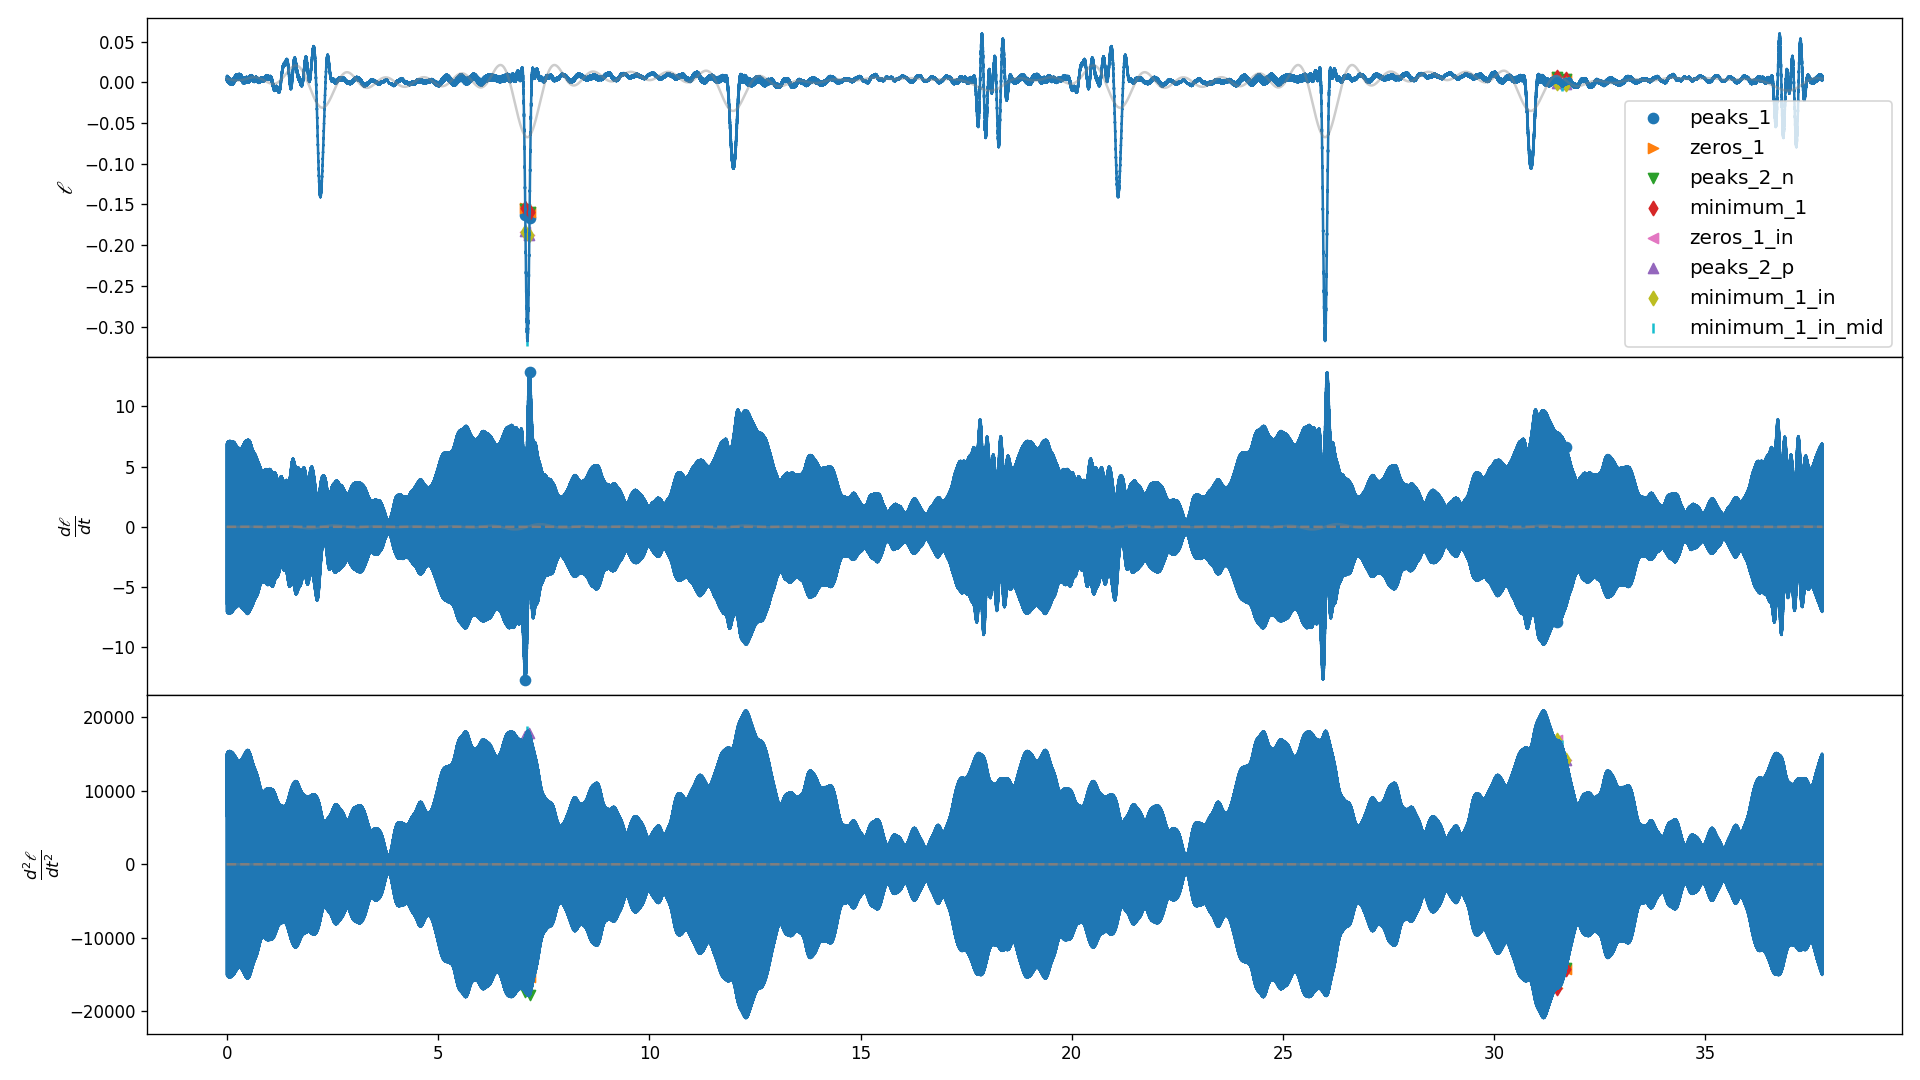 0.05
0.00
−0.05
−0.10
−0.15
−0.20
−0.25
−0.30
ℓ
peaks_1
zeros_1
peaks_2_n
minimum_1
zeros_1_in
peaks_2_p
minimum_1_in
minimum_1_in_mid
10
5
0
−5
−10
dℓ
dt
20000
10000
0
−10000
−20000
d²ℓ
dt²
0 5 10 15 20 25 30 35